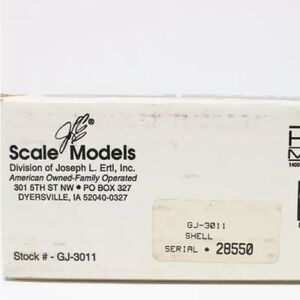 JLE®
Scale Models
Division of Joseph L. Ertl, Inc.
American Owned-Family Operated
301 5TH ST NW • PO BOX 327
DYERSVILLE, IA 52040-0327
Stock # - GJ-3011
GJ-3011
SHELL
SERIAL • 28550